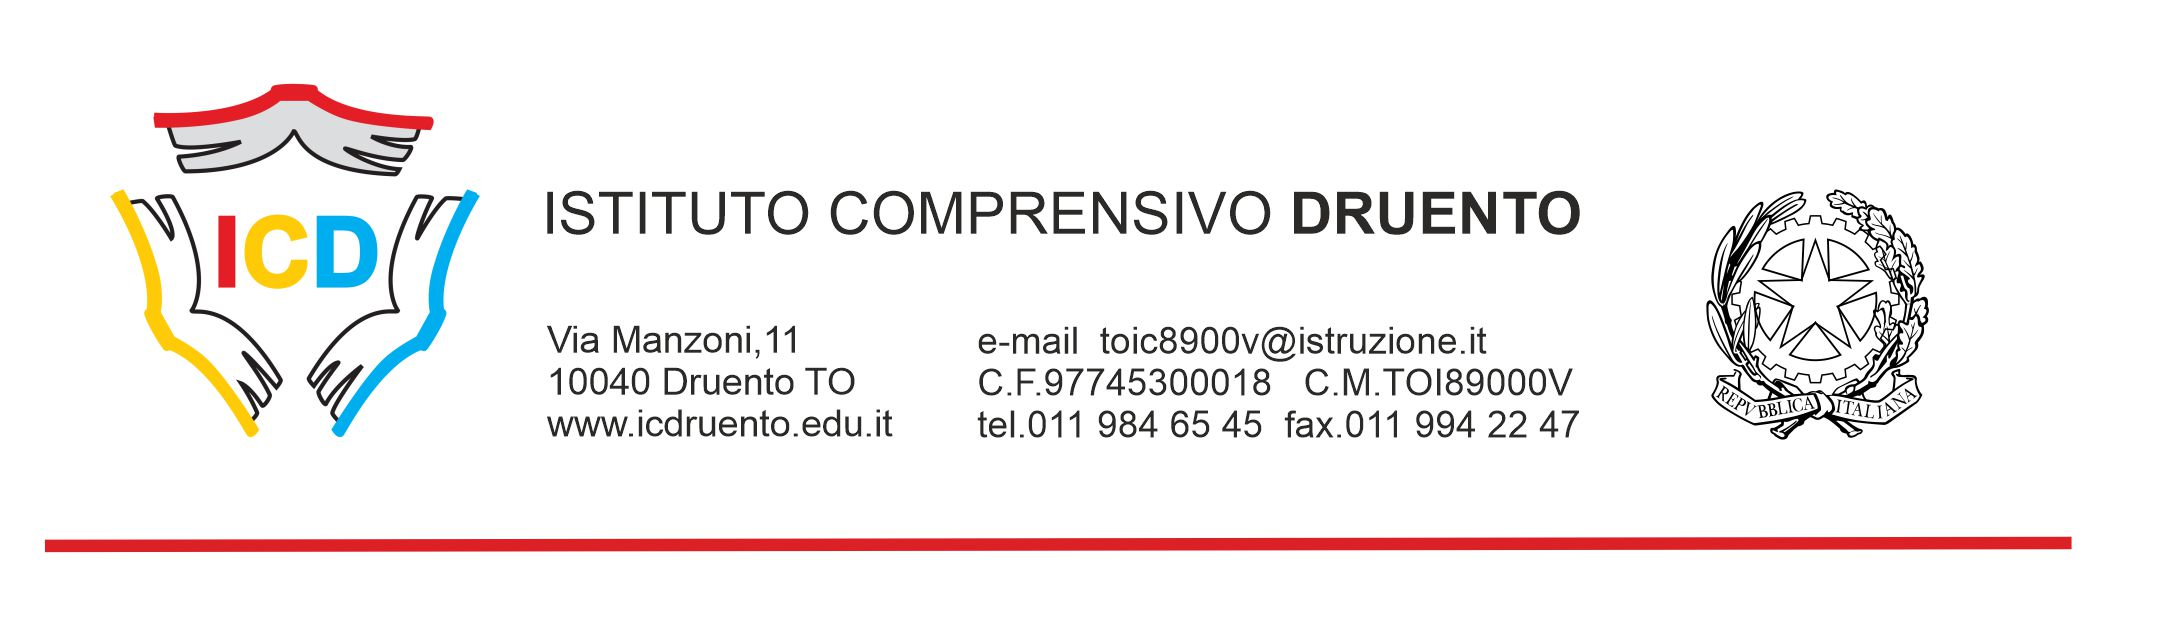 ICD
ISTITUTO COMPRENSIVO DRUENTO
Via Manzoni,11
10040 Druento TO
www.icdruento.edu.it
e-mail toic8900v@istruzione.it
C.F.97745300018 C.M.TOI89000V
tel.011 984 65 45 fax.011 994 22 47
REPVBBLICA ITALIANA